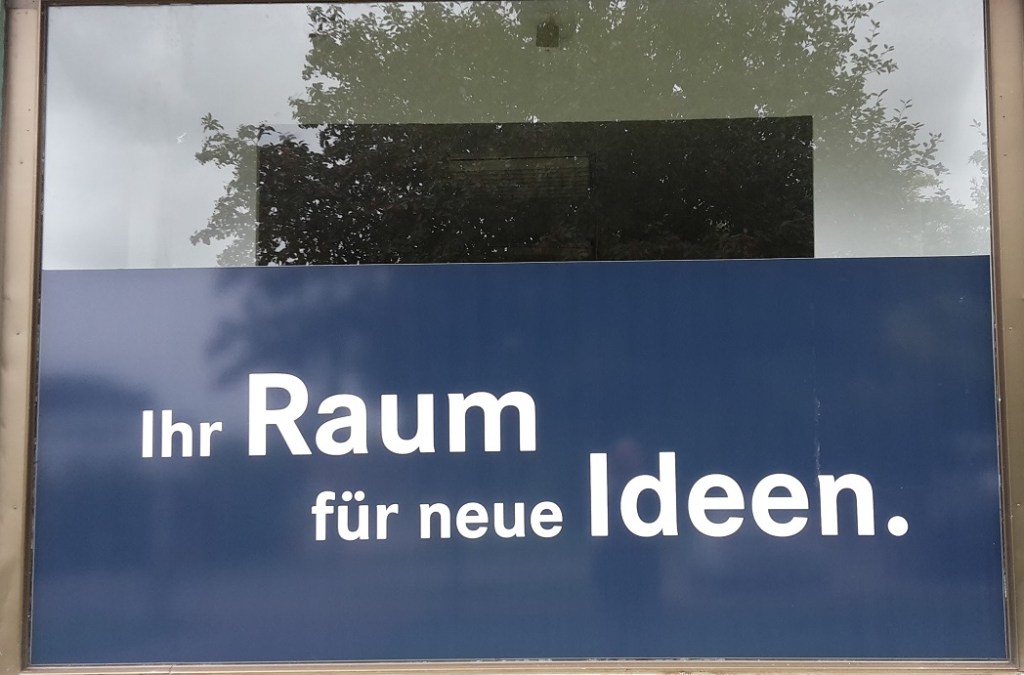 Ihr Raum
für neue Ideen.